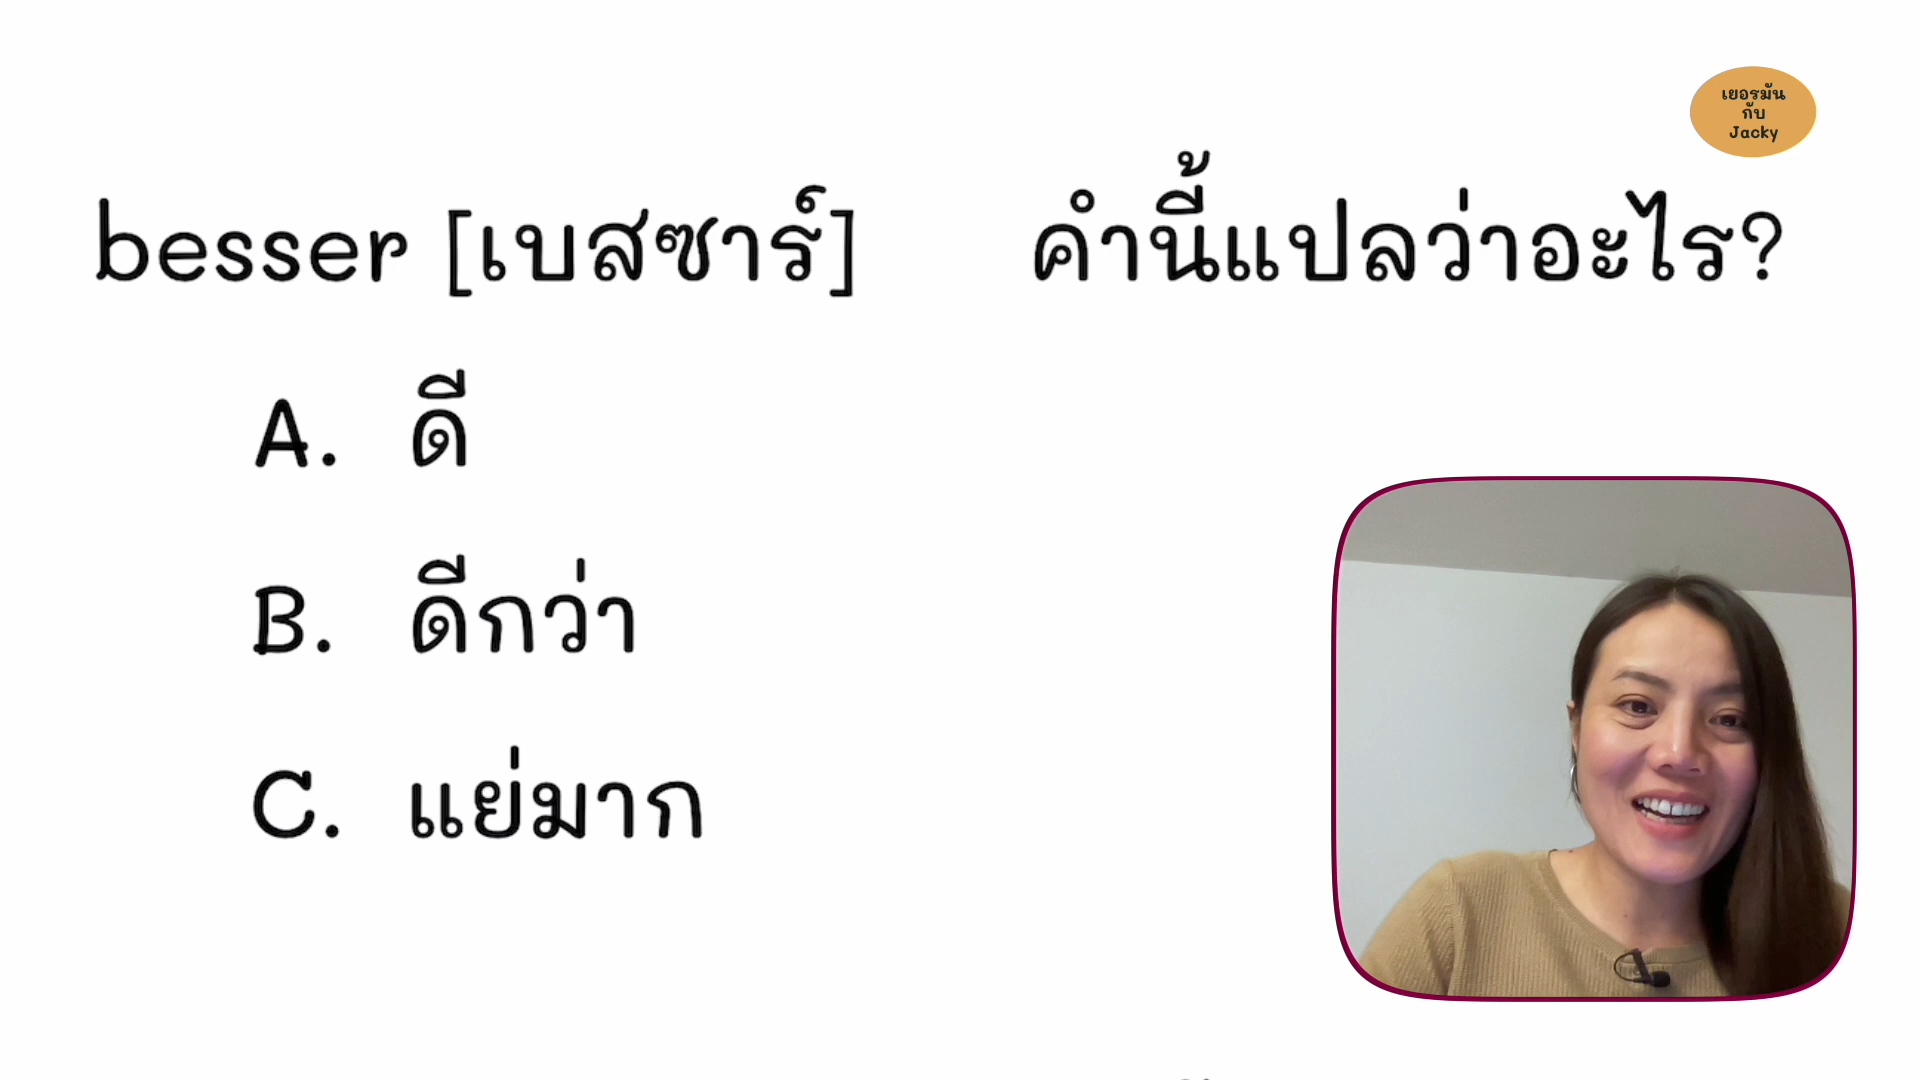 เยอรมัน
กับ
Jacky
besser [เบสซาร์] คำนี้แปลว่าอะไร?
A. ดี
B. ดีกว่า
C. แย่มาก